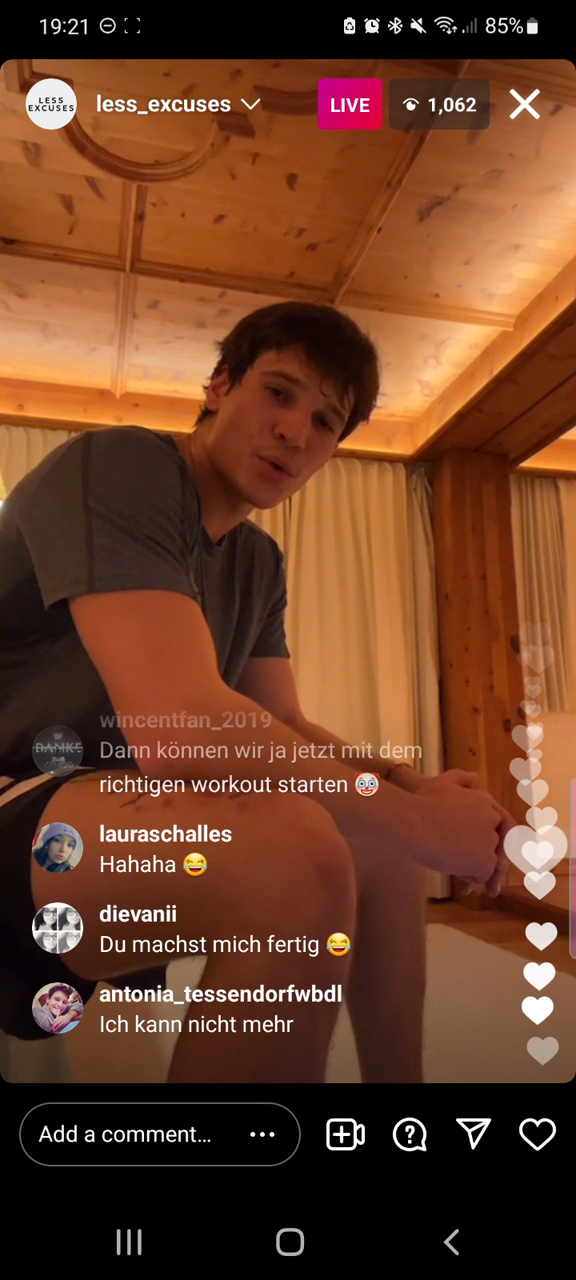 19:21
85%
LESS
EXCUSES
less_excuses
LIVE
1,062
wincentfan_2019
DANKE
Dann können wir ja jetzt mit dem
richtigen workout starten 🤡
lauraschalles
Hahaha 😂
dievanii
Du machst mich fertig 😂
antonia_tessendorfwbdl
Ich kann nicht mehr
Add a comment...